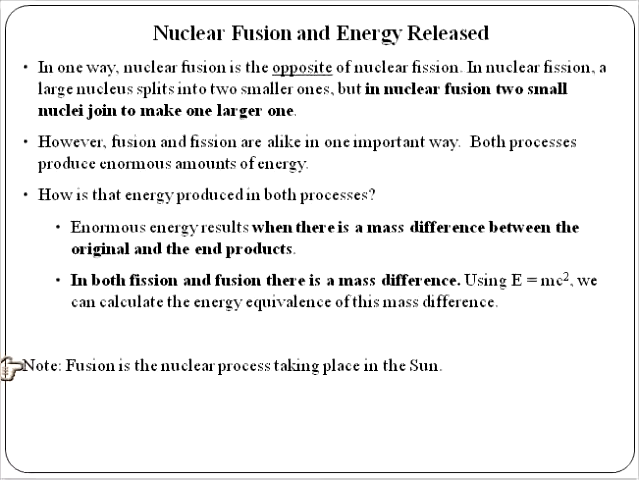 Nuclear Fusion and Energy Released
• In one way, nuclear fusion is the opposite of nuclear fission. In nuclear fission, a
large nucleus splits into two smaller ones, but in nuclear fusion two small
nuclei join to make one larger one.
• However, fusion and fission are alike in one important way. Both processes
produce enormous amounts of energy.
• How is that energy produced in both processes?
• Enormous energy results when there is a mass difference between the
original and the end products.
• In both fission and fusion there is a mass difference. Using E = mc², we
can calculate the energy equivalence of this mass difference.
Note: Fusion is the nuclear process taking place in the Sun.